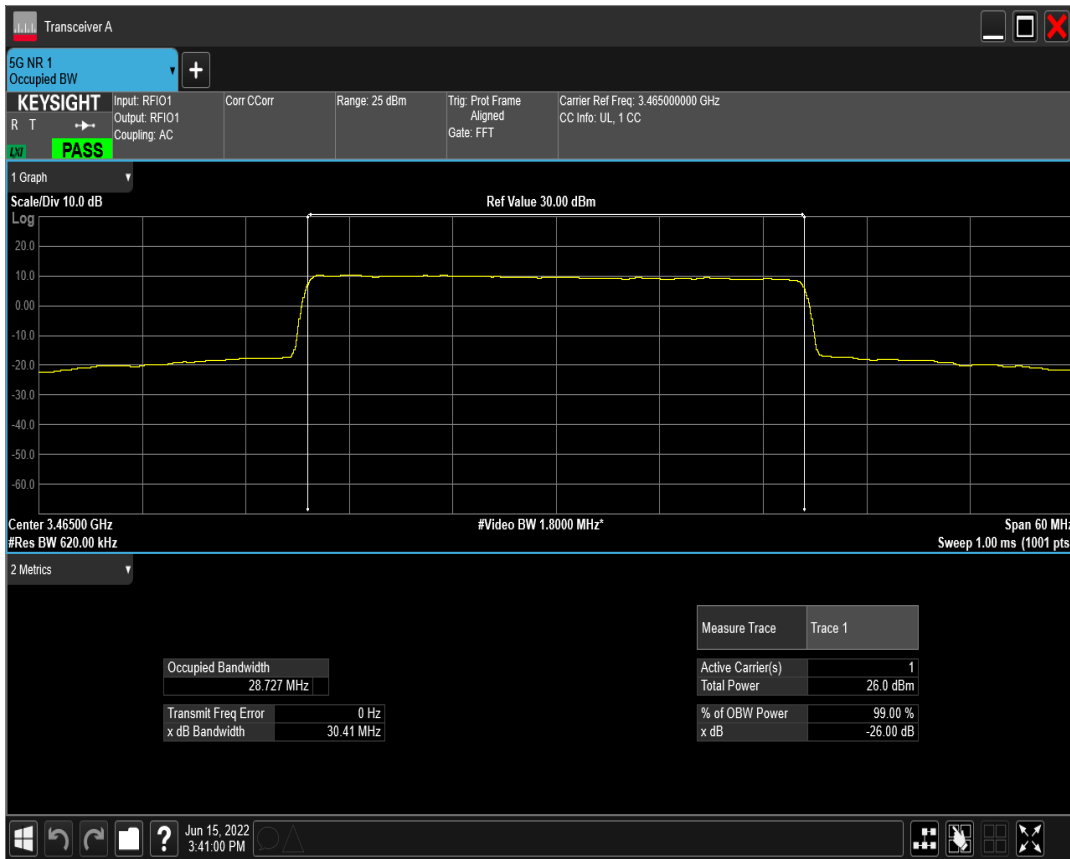 Transceiver A
5G NR 1
Occupied BW
+
KEYSIGHT
R T
LXI
PASS
Input: RFIO1
Output: RFIO1
Coupling: AC
Corr CCorr
Range: 25 dBm
Trig: Prot Frame
Aligned
Gate: FFT
Carrier Ref Freq: 3.465000000 GHz
CC Info: UL, 1 CC
1 Graph
Scale/Div 10.0 dB
Ref Value 30.00 dBm
Log
20.0
10.0
0.00
-10.0
-20.0
-30.0
-40.0
-50.0
-60.0
Center 3.46500 GHz
#Video BW 1.8000 MHz*
Span 60 MHz
#Res BW 620.00 kHz
Sweep 1.00 ms (1001 pts
2 Metrics
Measure Trace Trace 1
Occupied Bandwidth
28.727 MHz
Active Carrier(s) 1
Total Power 26.0 dBm
Transmit Freq Error 0 Hz
x dB Bandwidth 30.41 MHz
% of OBW Power 99.00 %
x dB -26.00 dB
?
Jun 15, 2022
3:41:00 PM